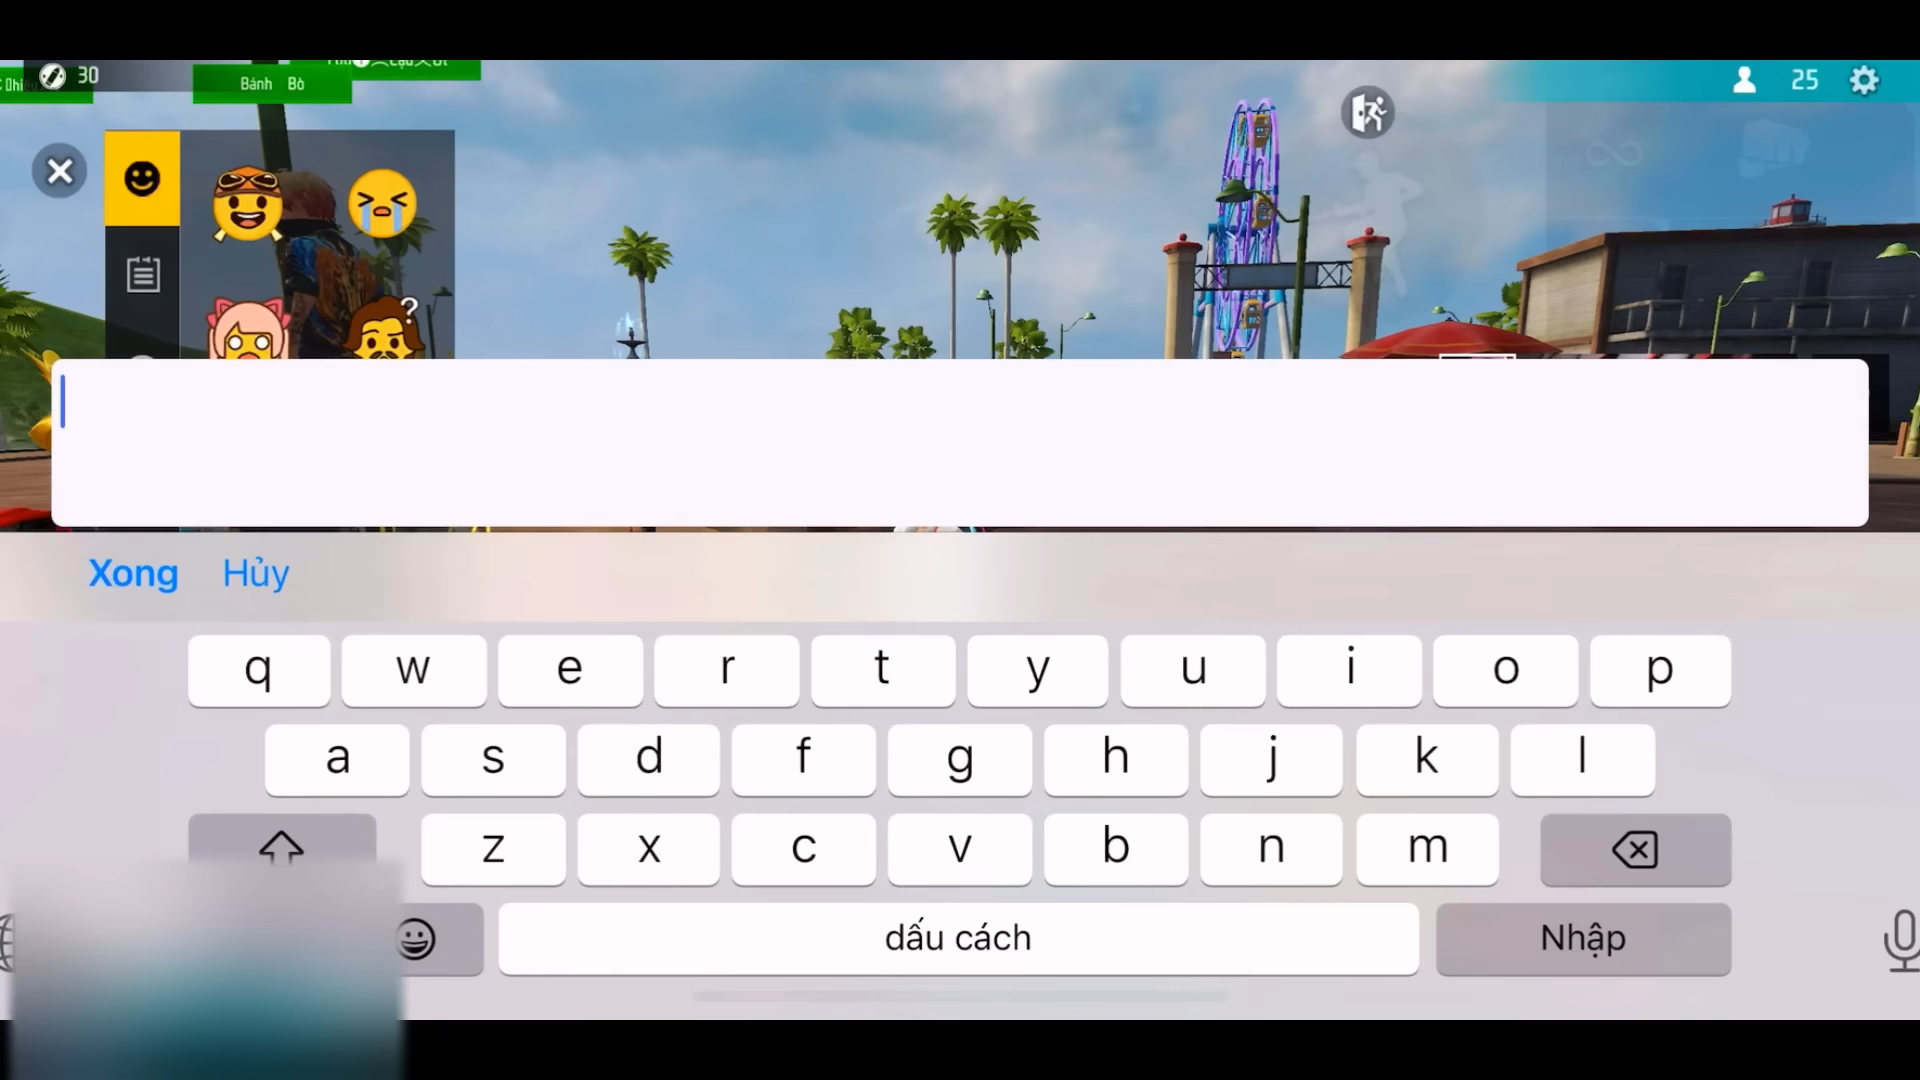 30
Bánh Bò
25
Xong Hủy
q w e r t y u i o p
a s d f g h j k l
z x c v b n m
dấu cách Nhập